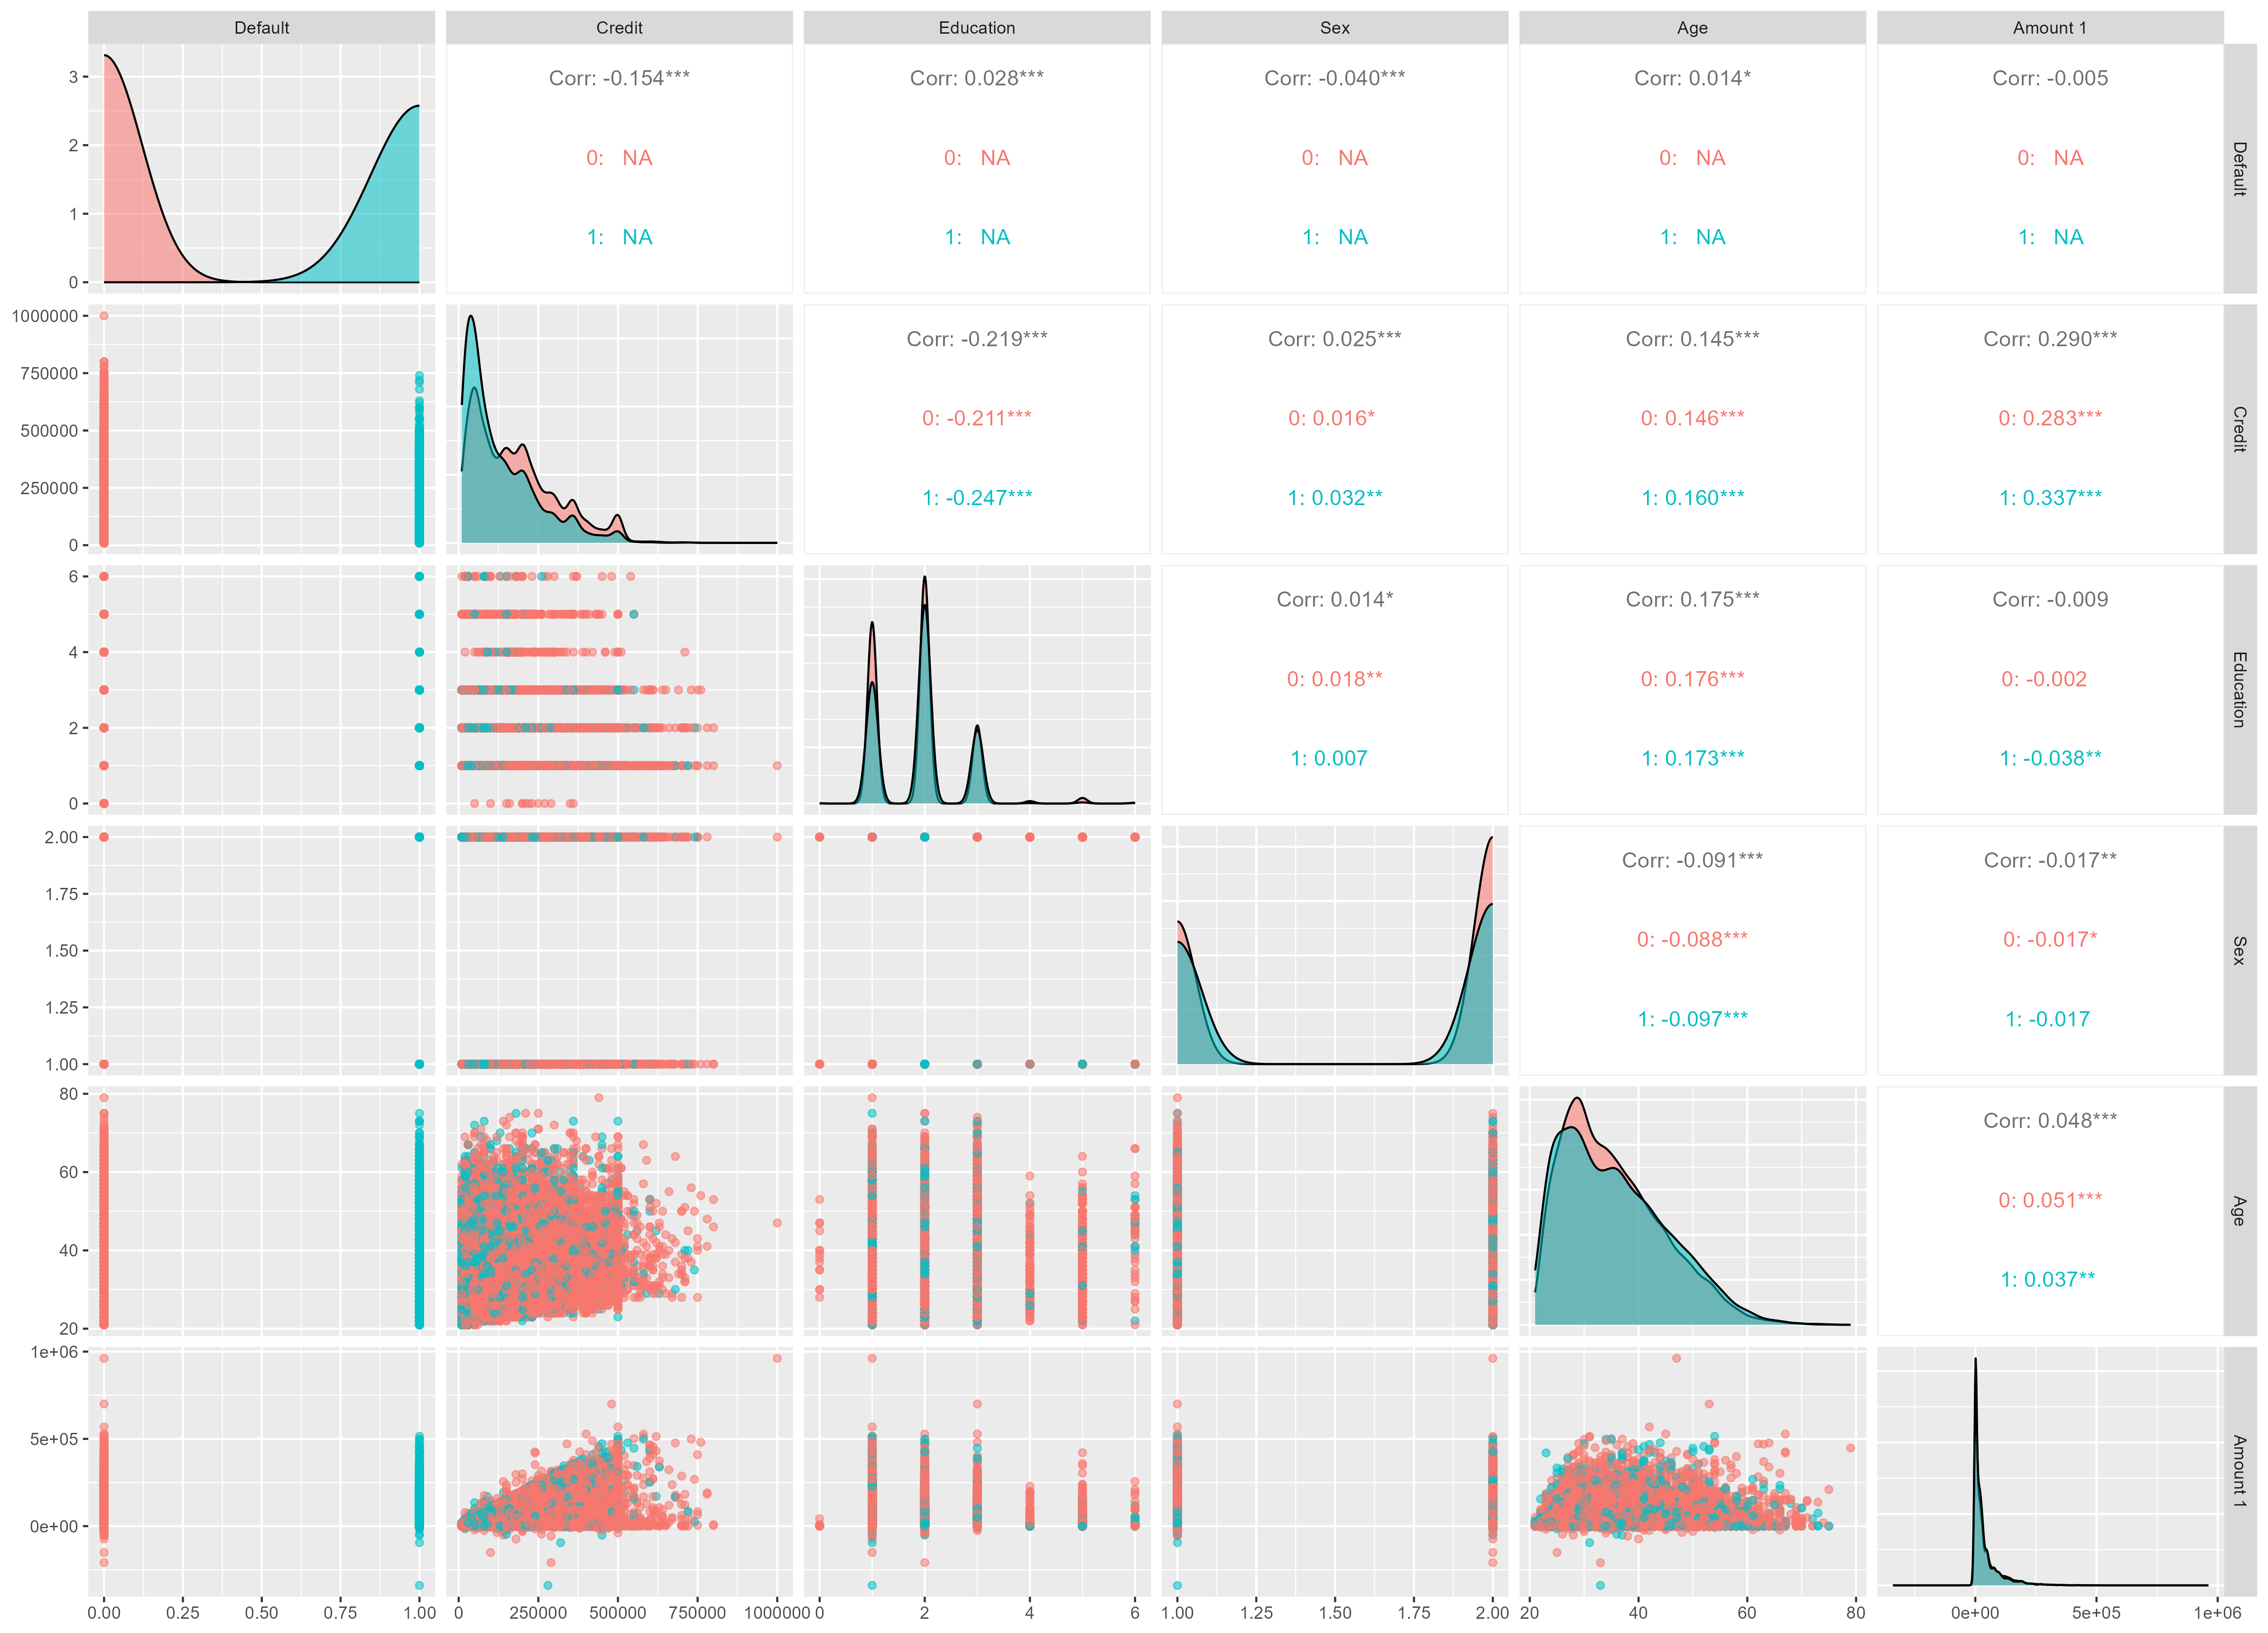 Default Credit Education Sex Age Amount 1
3
2
1
0
Corr: -0.154***
0: NA
1: NA
Corr: 0.028***
0: NA
1: NA
Corr: -0.040***
0: NA
1: NA
Corr: 0.014*
0: NA
1: NA
Corr: -0.005
0: NA
1: NA
Default
1000000
750000
500000
250000
0
Corr: -0.219***
0: -0.211***
1: -0.247***
Corr: 0.025***
0: 0.016*
1: 0.032**
Corr: 0.145***
0: 0.146***
1: 0.160***
Corr: 0.290***
0: 0.283***
1: 0.337***
Credit
6
4
2
0
Corr: 0.014*
0: 0.018**
1: 0.007
Corr: 0.175***
0: 0.176***
1: 0.173***
Corr: -0.009
0: -0.002
1: -0.038**
Education
2.00
1.75
1.50
1.25
1.00
Corr: -0.091***
0: -0.088***
1: -0.097***
Corr: -0.017**
0: -0.017*
1: -0.017
Sex
80
60
40
20
Corr: 0.048***
0: 0.051***
1: 0.037**
Age
1e+06
5e+05
0e+00
Amount 1
0.00 0.25 0.50 0.75 1.00
0 250000 500000 750000 1000000
0 2 4 6
1.00 1.25 1.50 1.75 2.00
20 40 60 80
0e+00 5e+05 1e+06